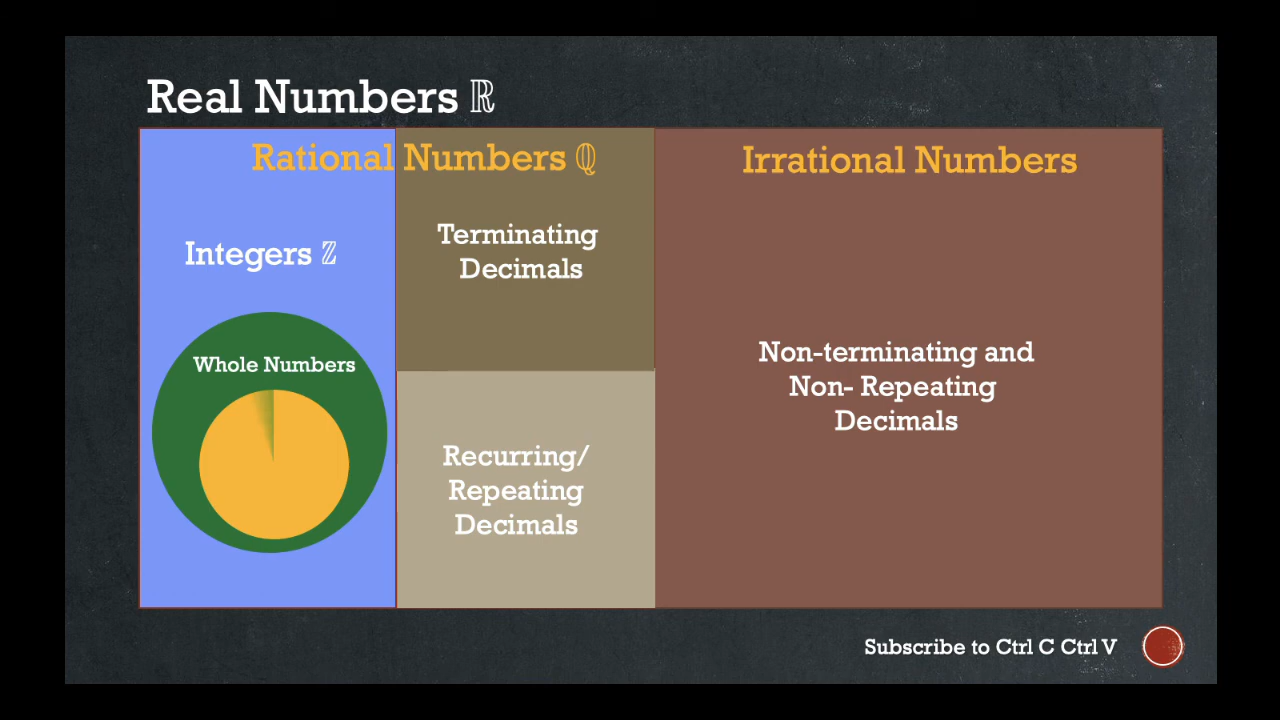 Real Numbers ℝ
Rational Numbers ℚ
Irrational Numbers
Terminating
Decimals
Integers ℤ
Whole Numbers
Non-terminating and
Non- Repeating
Decimals
Recurring/
Repeating
Decimals
Subscribe to Ctrl C Ctrl V